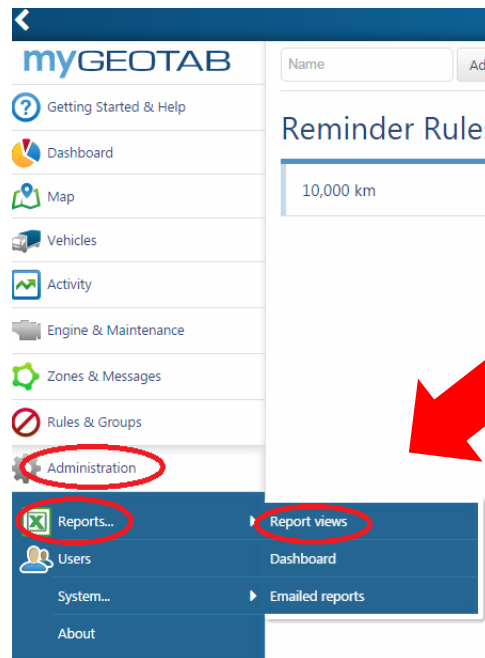 myGEOTAB
Name
Ad
Getting Started & Help
Reminder Rules
Dashboard
10,000 km
Map
Vehicles
Activity
Engine & Maintenance
Zones & Messages
Rules & Groups
Administration
Reports...
Report views
Users
Dashboard
System...
Emailed reports
About